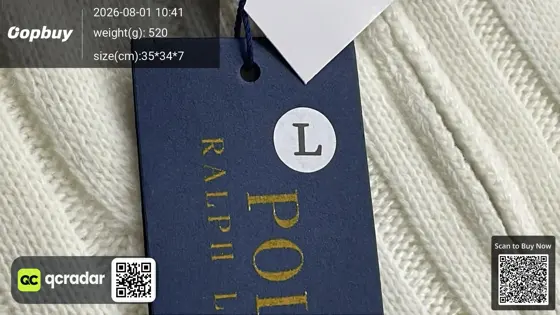 Oopbuy
2026-08-01 10:41
weight(g): 520
size(cm):35*34*7
L
POL
RALPH L
QC qcradar
Scan to Buy Now